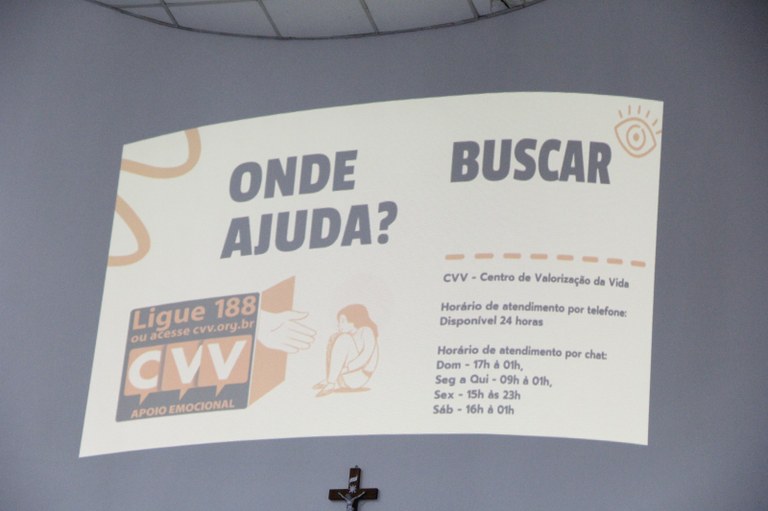 ONDE
BUSCAR
AJUDA?
CVV - Centro de Valorização da Vida
Horário de atendimento por telefone:
Disponível 24 horas
Horário de atendimento por chat:
Dom - 17h à 01h,
Seg a Qui - 09h à 01h,
Sex - 15h às 23h
Sáb - 16h à 01h
Ligue 188
ou acesse cvv.org.br
CVV
APOIO EMOCIONAL